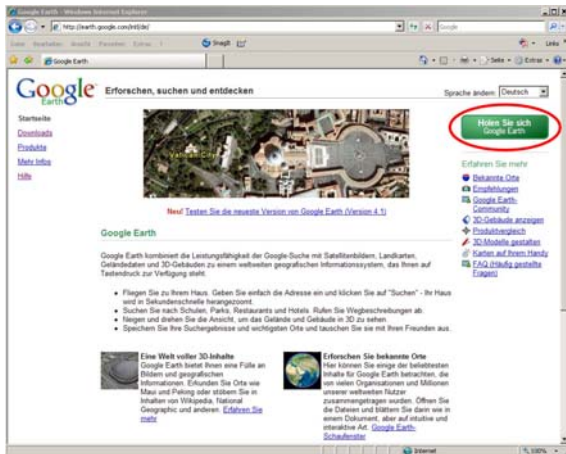 Google Earth - Windows Internet Explorer
http://earth.google.com/intl/de/
Google
Datei Bearbeiten Ansicht Favoriten Extras ?
SnagIt
Links
Google Earth
Seite Extras
Google Earth
Erforschen, suchen und entdecken
Sprache ändern: Deutsch
Startseite
Downloads
Produkte
Mehr Infos
Hilfe
Vatican City
Holen Sie sich
Google Earth
Neu! Testen Sie die neueste Version von Google Earth (Version 4.1)
Erfahren Sie mehr
Bekannte Orte
Empfehlungen
Google Earth-
Community
3D-Gebäude anzeigen
Produktvergleich
3D-Modelle gestalten
Karten auf Ihrem Handy
FAQ (Häufig gestellte
Fragen)
Google Earth
Google Earth kombiniert die Leistungsfähigkeit der Google-Suche mit Satellitenbildern, Landkarten,
Geländedaten und 3D-Gebäuden zu einem weltweiten geografischen Informationssystem, das Ihnen auf
Tastendruck zur Verfügung steht.
Fliegen Sie zu Ihrem Haus. Geben Sie einfach die Adresse ein und klicken Sie auf "Suchen" - Ihr Haus
wird in Sekundenschnelle herangezoomt.
Suchen Sie nach Schulen, Parks, Restaurants und Hotels. Rufen Sie Wegbeschreibungen ab.
Neigen und drehen Sie die Ansicht, um das Gelände und Gebäude in 3D zu sehen.
Speichern Sie Ihre Suchergebnisse und wichtigsten Orte und tauschen Sie sie mit Ihren Freunden aus.
Eine Welt voller 3D-Inhalte
Google Earth bietet Ihnen eine Fülle an
Bildern und geografischen
Informationen. Erkunden Sie Orte wie
Maui und Peking oder stöbern Sie in
Inhalten von Wikipedia, National
Geographic und anderen. Erfahren Sie
mehr
Erforschen Sie bekannte Orte
Hier können Sie einige der beliebtesten
Inhalte für Google Earth betrachten, die
von vielen Organisationen und Millionen
unserer weltweiten Nutzer
zusammengetragen wurden. Öffnen Sie
die Dateien und blättern Sie darin wie in
einem Dokument, aber auf intuitive und
interaktive Art. Google Earth-
Schaufenster
Internet
100%